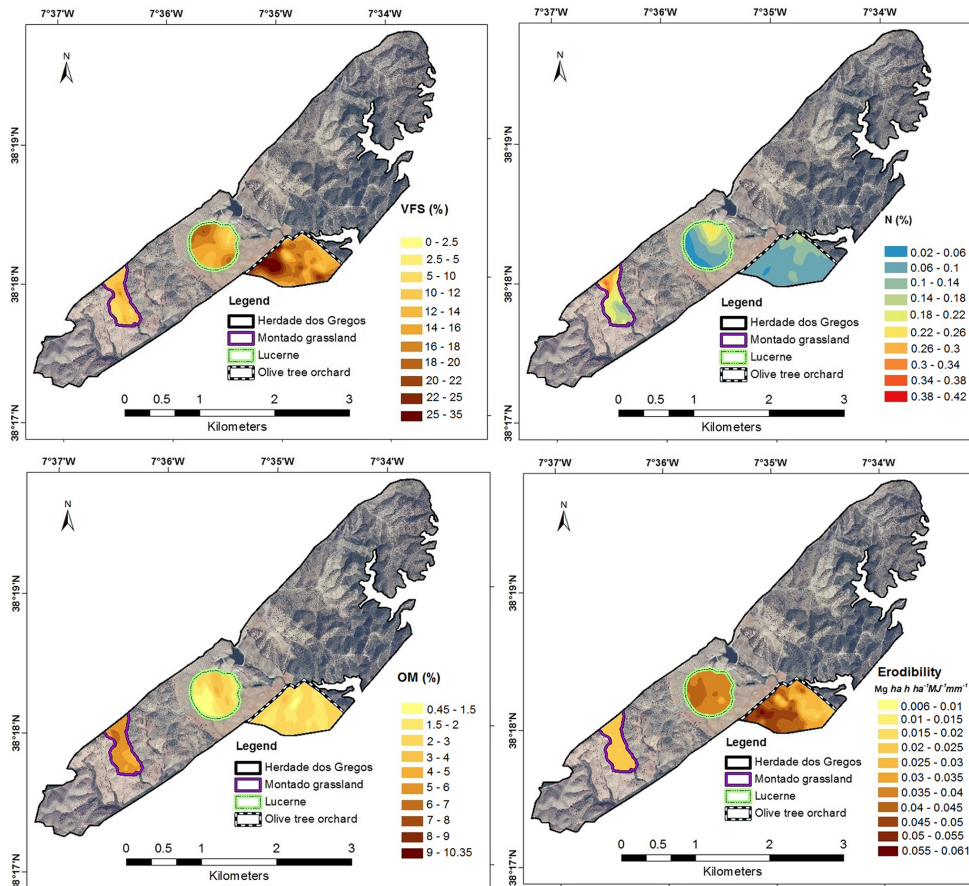 7°37'W 7°36'W 7°35'W 7°34'W
N
38°19'N
38°18'N
38°17'N
VFS (%)
0 - 2.5
2.5 - 5
5 - 10
10 - 12
12 - 14
14 - 16
16 - 18
18 - 20
20 - 22
22 - 25
25 - 35
Legend
Herdade dos Gregos
Montado grassland
Lucerne
Olive tree orchard
0 0.5 1 2 3
Kilometers
7°37'W 7°36'W 7°35'W 7°34'W
7°37'W 7°36'W 7°35'W 7°34'W
N
38°19'N
38°18'N
38°17'N
N (%)
0.02 - 0.06
0.06 - 0.1
0.1 - 0.14
0.14 - 0.18
0.18 - 0.22
0.22 - 0.26
0.26 - 0.3
0.3 - 0.34
0.34 - 0.38
0.38 - 0.42
Legend
Herdade dos Gregos
Montado grassland
Lucerne
Olive tree orchard
0 0.5 1 2 3
Kilometers
7°37'W 7°36'W 7°35'W 7°34'W
7°37'W 7°36'W 7°35'W 7°34'W
N
38°19'N
38°18'N
38°17'N
OM (%)
0.45 - 1.5
1.5 - 2
2 - 3
3 - 4
4 - 5
5 - 6
6 - 7
7 - 8
8 - 9
9 - 10.35
Legend
Herdade dos Gregos
Montado grassland
Lucerne
Olive tree orchard
0 0.5 1 2 3
Kilometers
N
38°19'N
38°18'N
38°17'N
Erodibility
Mg ha h ha⁻¹MJ⁻¹mm⁻¹
0.006 - 0.01
0.01 - 0.015
0.015 - 0.02
0.02 - 0.025
0.025 - 0.03
0.03 - 0.035
0.035 - 0.04
0.04 - 0.045
0.045 - 0.05
0.05 - 0.055
0.055 - 0.061
Legend
Herdade dos Gregos
Montado grassland
Lucerne
Olive tree orchard
0 0.5 1 2 3
Kilometers